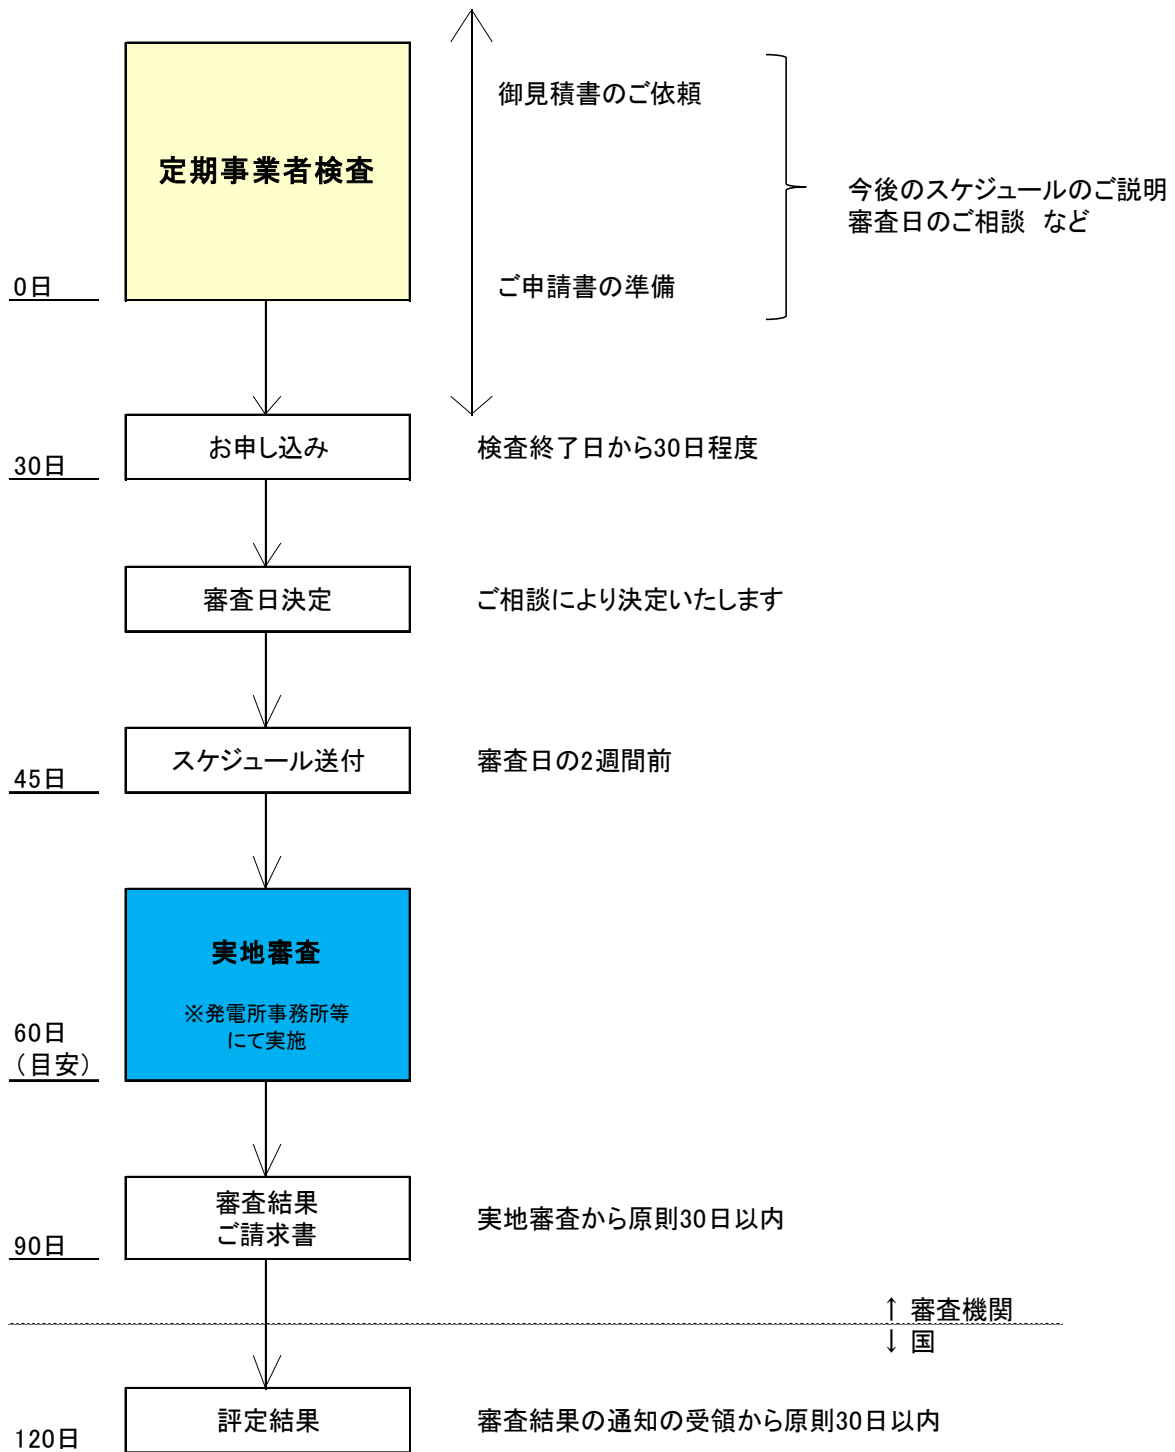 御見積書のご依頼
定期事業者検査
今後のスケジュールのご説明
審査日のご相談 など
0日
ご申請書の準備
お申し込み
検査終了日から30日程度
30日
審査日決定
ご相談により決定いたします
スケジュール送付
審査日の2週間前
45日
実地審査
※発電所事務所等
にて実施
60日
（目安）
審査結果
ご請求書
実地審査から原則30日以内
90日
↑ 審査機関
↓ 国
評定結果
審査結果の通知の受領から原則30日以内
120日